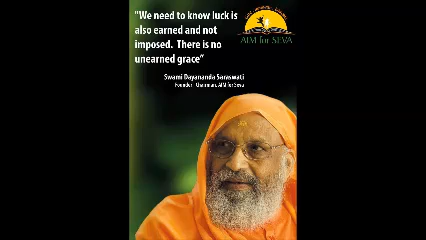 "We need to know luck is
also earned and not
imposed. There is no
unearned grace"
Swami Dayananda Saraswati
Founder - Chairman, AIM for Seva
AIM for SEVA